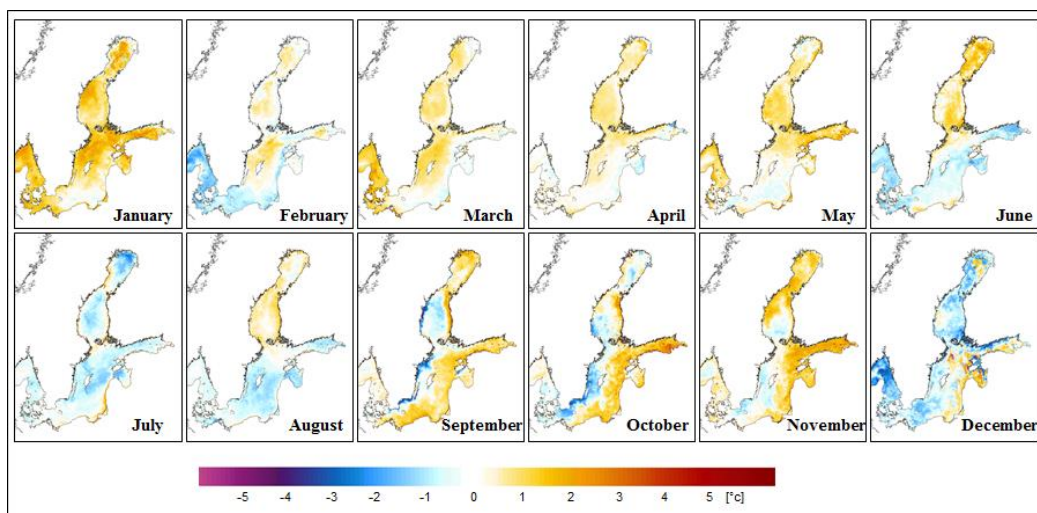 January February March April May June
July August September October November December
-5 -4 -3 -2 -1 0 1 2 3 4 5 [°c]